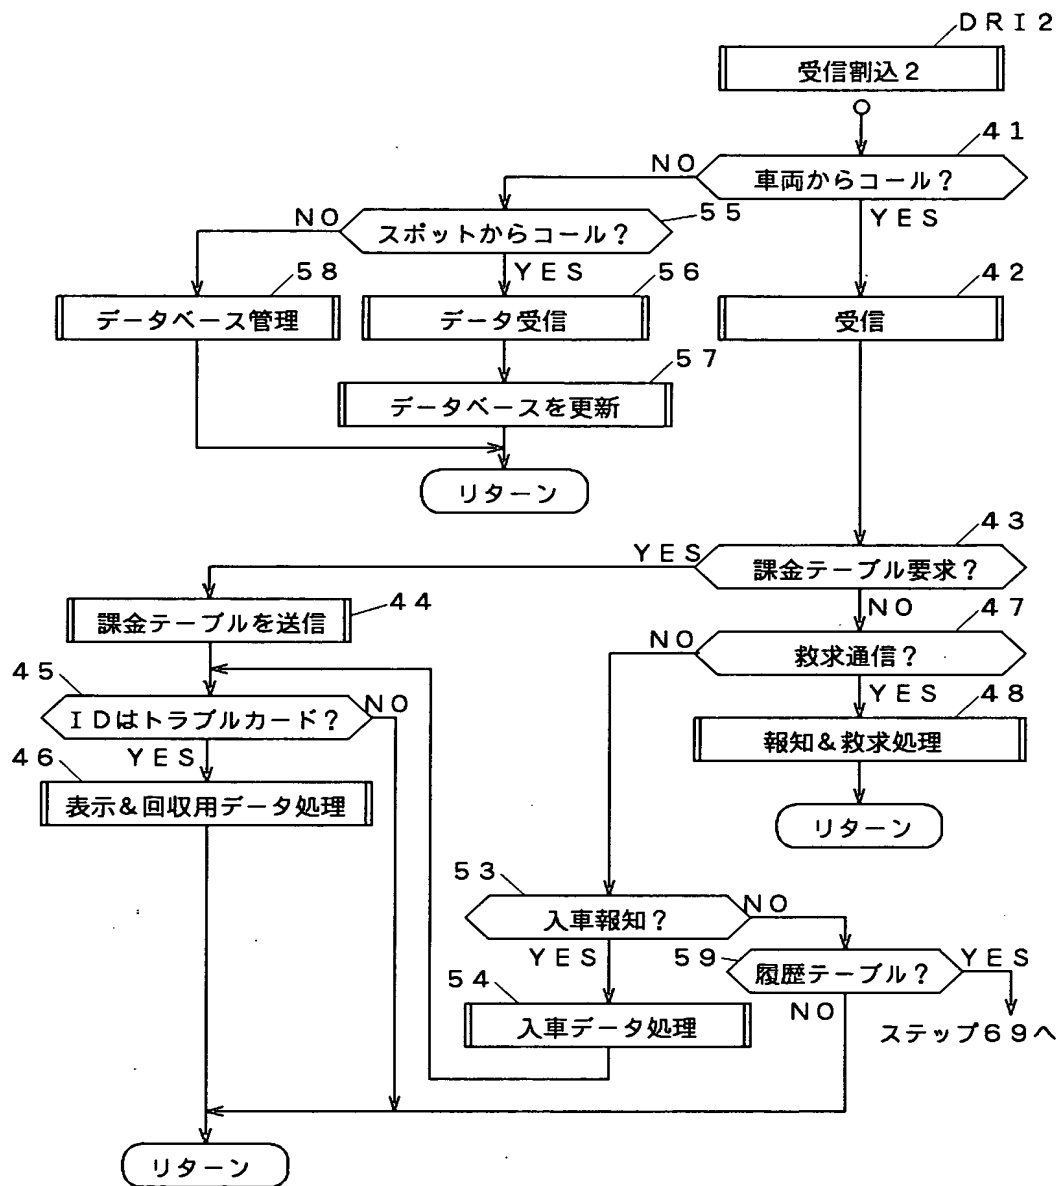 DRI2
受信割込2
41
車両からコール?
NO
YES
55
スポットからコール?
NO
YES
58
56
42
データベース管理
データ受信
受信
57
データベースを更新
リターン
43
課金テーブル要求?
YES
NO
44
課金テーブルを送信
47
救求通信?
NO
YES
45
IDはトラブルカード?
NO
YES
48
報知&救求処理
46
表示&回収用データ処理
リターン
53
入車報知?
NO
YES
59
履歴テーブル?
YES
NO
54
入車データ処理
ステップ69へ
リターン